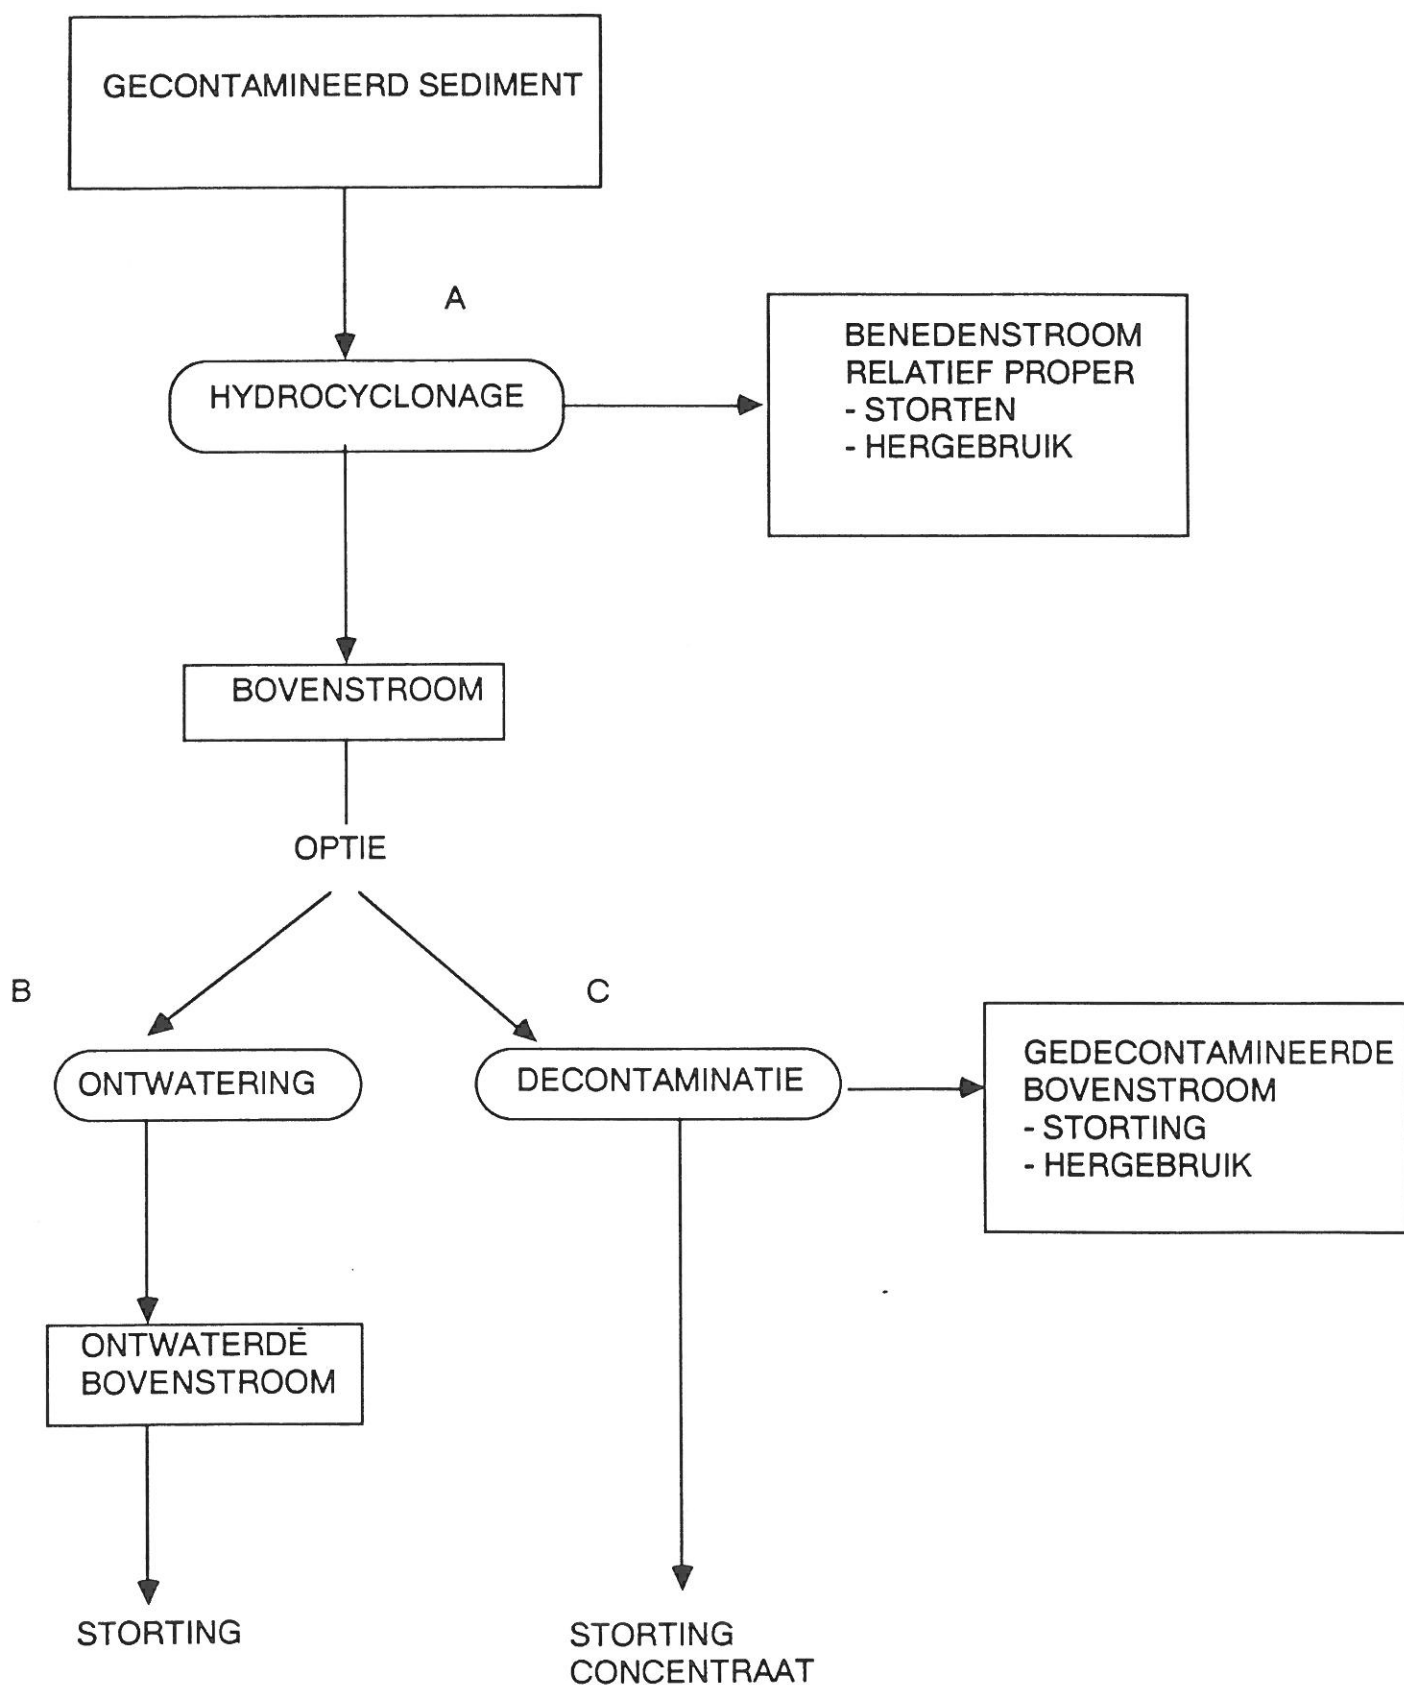 GECONTAMINEERD SEDIMENT
A
HYDROCYCLONAGE
BENEDENSTROOM
RELATIEF PROPER
- STORTEN
- HERGEBRUIK
BOVENSTROOM
OPTIE
B
C
ONTWATERING
DECONTAMINATIE
GEDECONTAMINEERDE
BOVENSTROOM
- STORTING
- HERGEBRUIK
ONTWATERDE
BOVENSTROOM
STORTING
STORTING
CONCENTRAAT